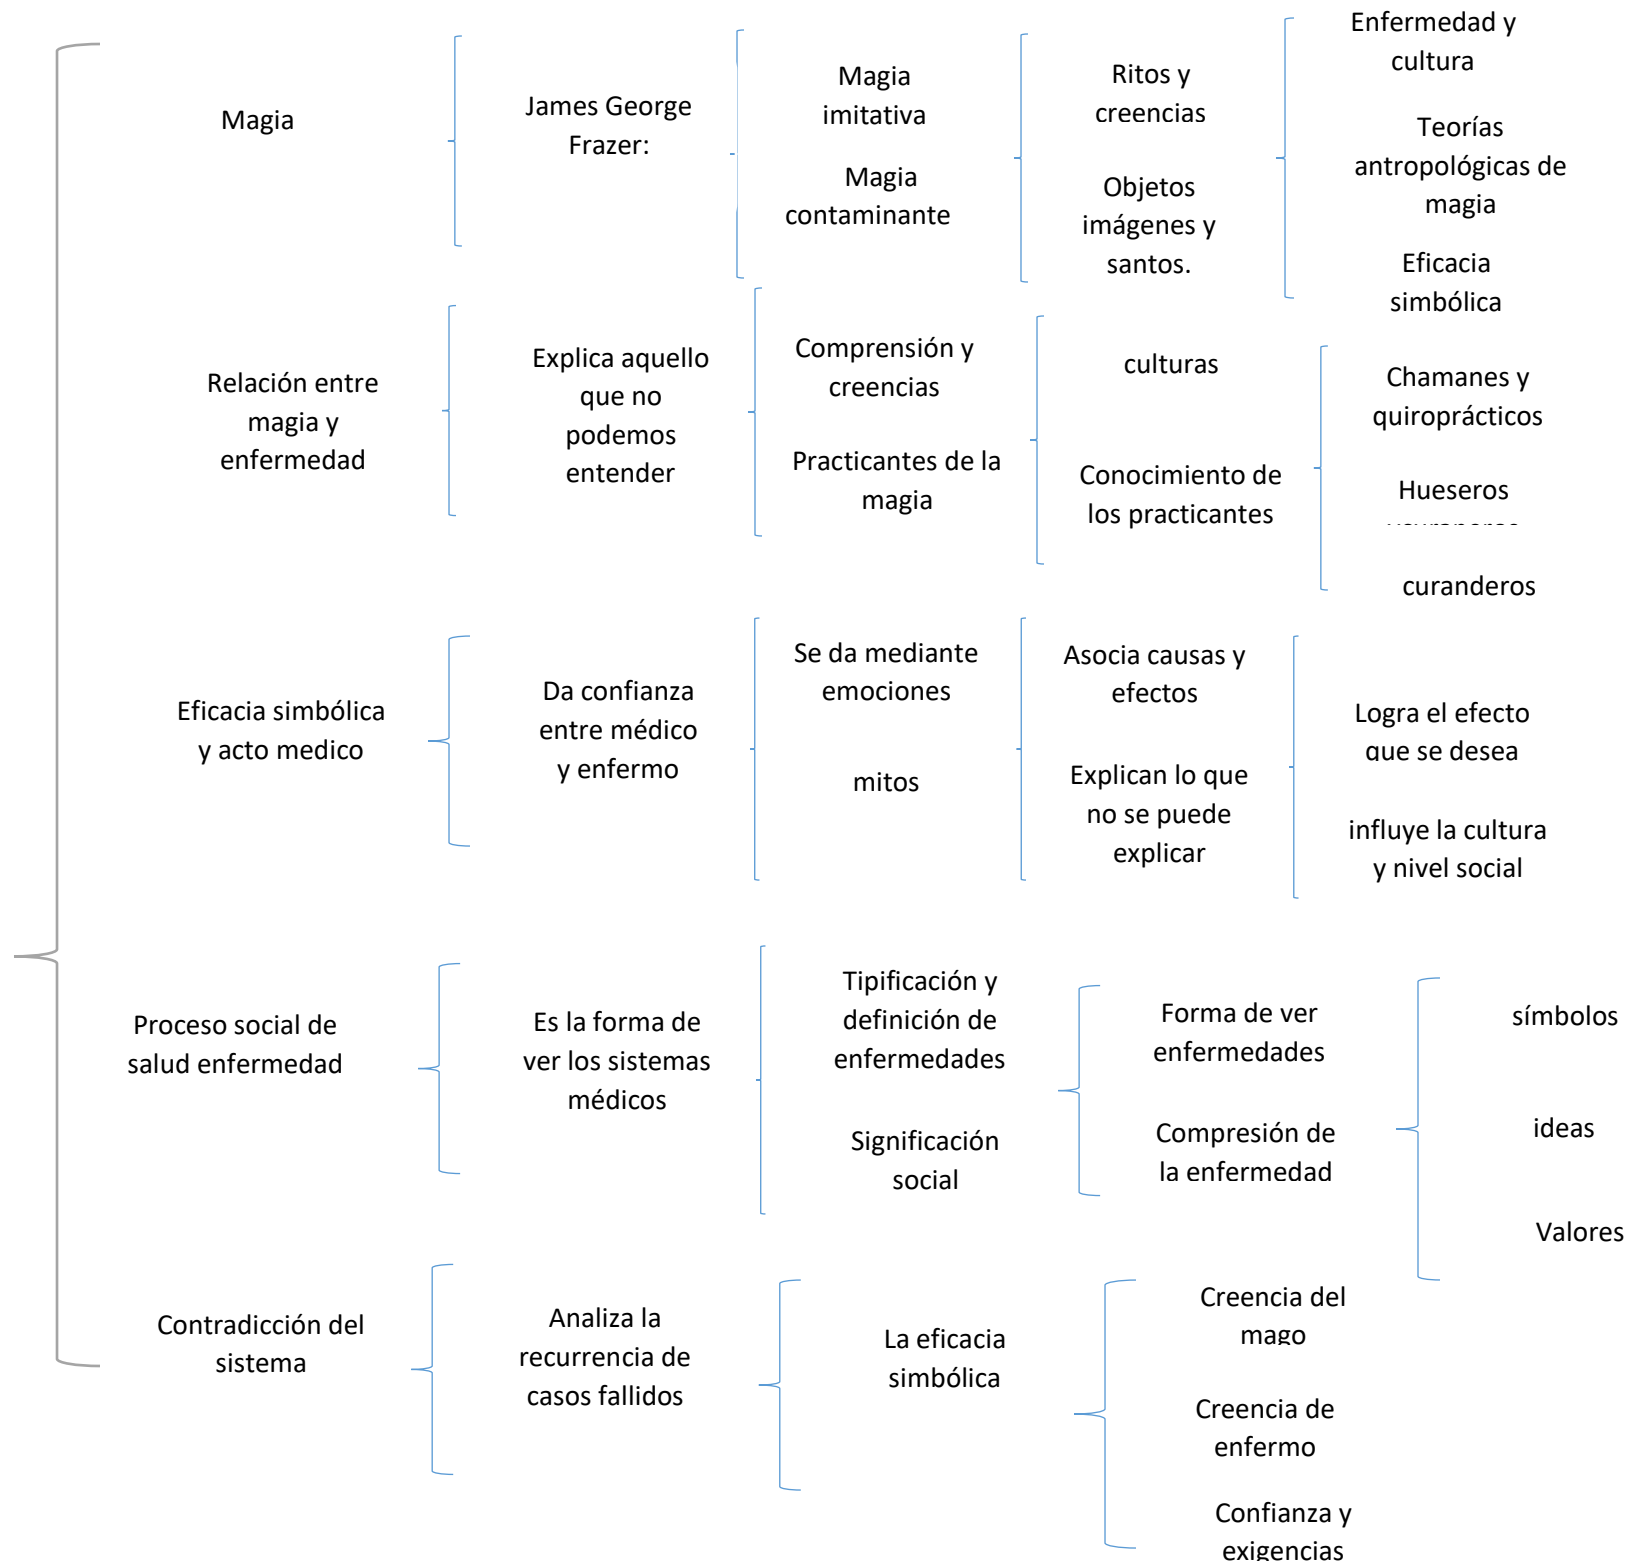 Magia
James George
Frazer:
Magia
imitativa
Magia
contaminante
Ritos y
creencias
Objetos
imágenes y
santos.
Enfermedad y
cultura
Teorías
antropológicas de
magia
Eficacia
simbólica
Relación entre
magia y
enfermedad
Explica aquello
que no
podemos
entender
Comprensión y
creencias
Practicantes de la
magia
culturas
Conocimiento de
los practicantes
Chamanes y
quiroprácticos
Hueseros
curanderos
Eficacia simbólica
y acto medico
Da confianza
entre médico
y enfermo
Se da mediante
emociones
mitos
Asocia causas y
efectos
Explican lo que
no se puede
explicar
Logra el efecto
que se desea
influye la cultura
y nivel social
Proceso social de
salud enfermedad
Es la forma de
ver los sistemas
médicos
Tipificación y
definición de
enfermedades
Significación
social
Forma de ver
enfermedades
Compresión de
la enfermedad
símbolos
ideas
Valores
Contradicción del
sistema
Analiza la
recurrencia de
casos fallidos
La eficacia
simbólica
Creencia del
mago
Creencia de
enfermo
Confianza y
exigencias